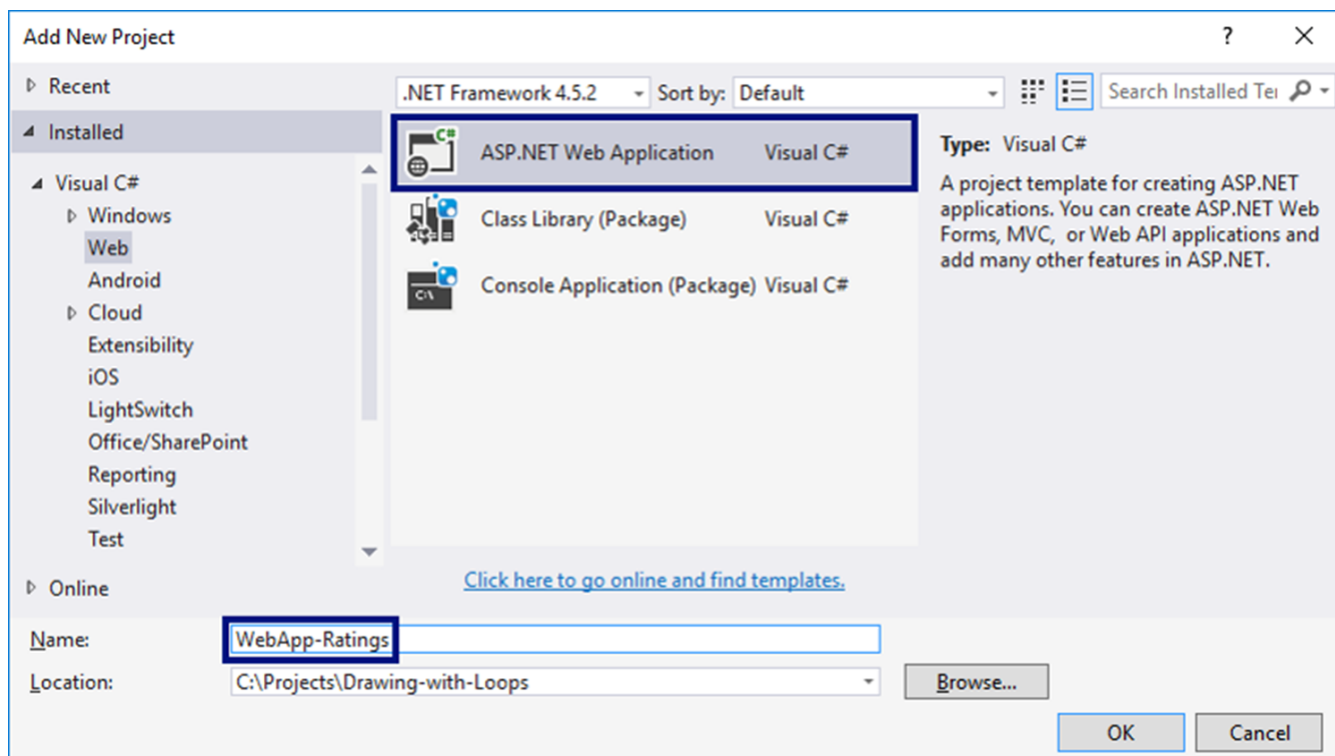 Add New Project
?
Recent
.NET Framework 4.5.2
Sort by: Default
Search Installed Te
Installed
Visual C#
Windows
Web
Android
Cloud
Extensibility
iOS
LightSwitch
Office/SharePoint
Reporting
Silverlight
Test
Online
C#
ASP.NET Web Application Visual C#
Class Library (Package) Visual C#
C:\
Console Application (Package) Visual C#
Click here to go online and find templates.
Type: Visual C#
A project template for creating ASP.NET
applications. You can create ASP.NET Web
Forms, MVC, or Web API applications and
add many other features in ASP.NET.
Name: WebApp-Ratings
Location: C:\Projects\Drawing-with-Loops
Browse...
OK
Cancel